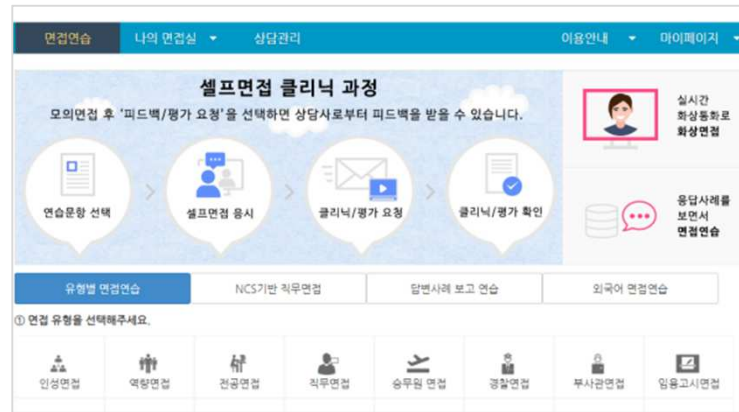 면접연습 나의 면접실 상담관리 이용안내 마이페이지
셀프면접 클리닉 과정
모의면접 후 '피드백/평가 요청'을 선택하면 상담사로부터 피드백을 받을 수 있습니다.
연습문항 선택 셀프면접 응시 클리닉/평가 요청 클리닉/평가 확인
실시간
화상통화로
화상면접
응답사례를
보면서
면접연습
유형별 면접연습 NCS기반 직무면접 답변사례 보고 연습 외국어 면접연습
① 면접 유형을 선택해주세요.
인성면접 역량면접 전공면접 직무면접 승무원 면접 경찰면접 부사관면접 임용고시면접